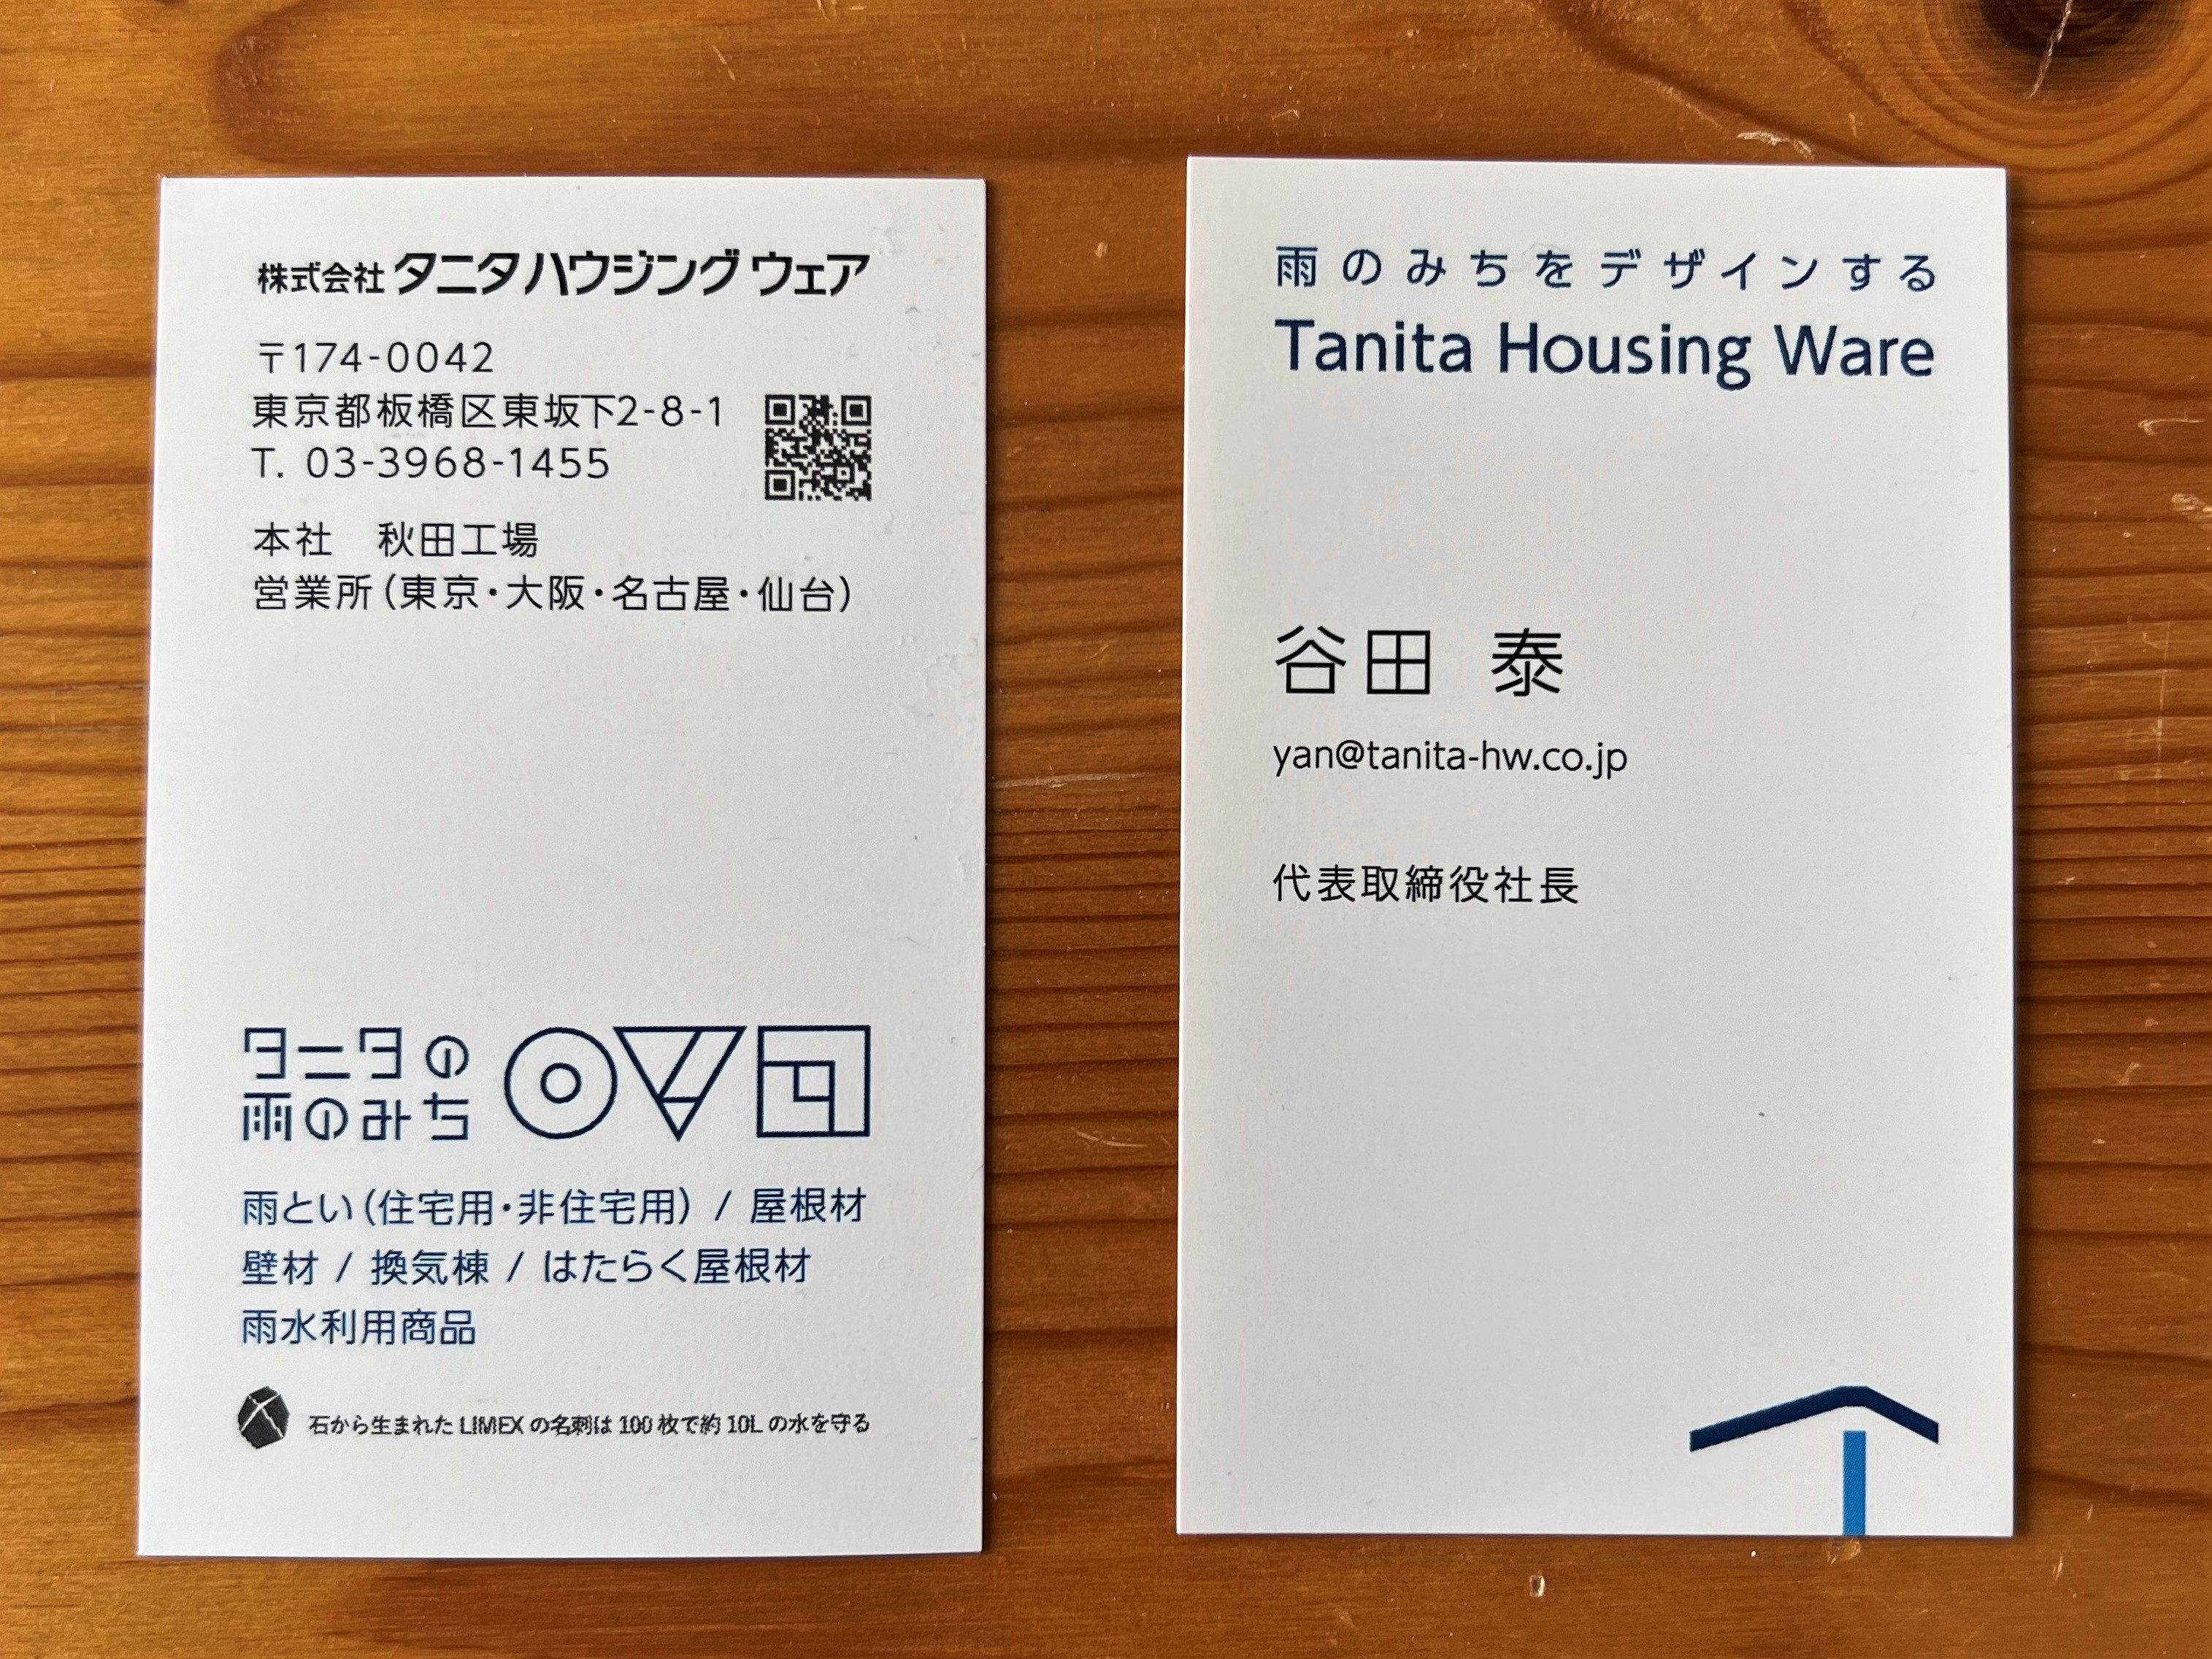 株式会社 タニタハウジングウェア
〒174-0042
東京都板橋区東坂下2-8-1
T. 03-3968-1455
本社　秋田工場
営業所（東京・大阪・名古屋・仙台）
タニタの
雨のみち
雨とい（住宅用・非住宅用） / 屋根材
壁材 / 換気棟 / はたらく屋根材
雨水利用商品
石から生まれた LIMEX の名刺は 100 枚で約 10L の水を守る
雨のみちをデザインする
Tanita Housing Ware
谷田 泰
yan@tanita-hw.co.jp
代表取締役社長